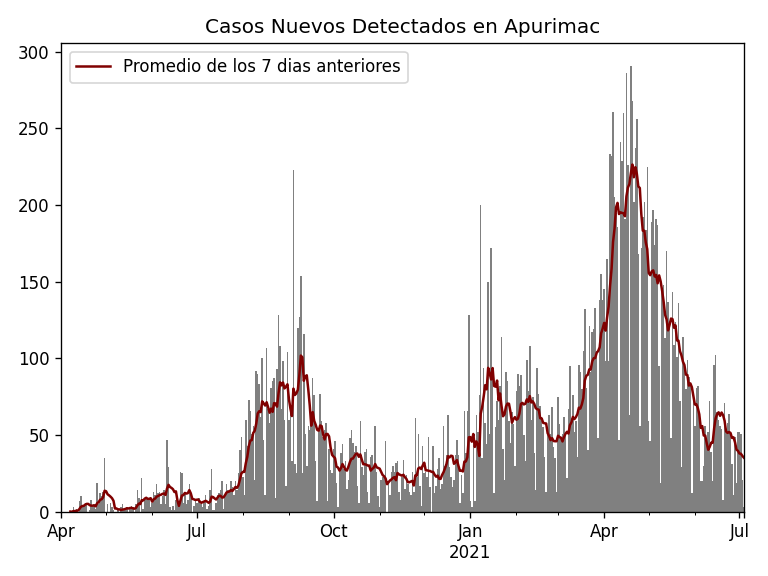 Casos Nuevos Detectados en Apurimac
300
Promedio de los 7 dias anteriores
250
200
150
100
50
0
Apr Jul Oct Jan Apr Jul
2021